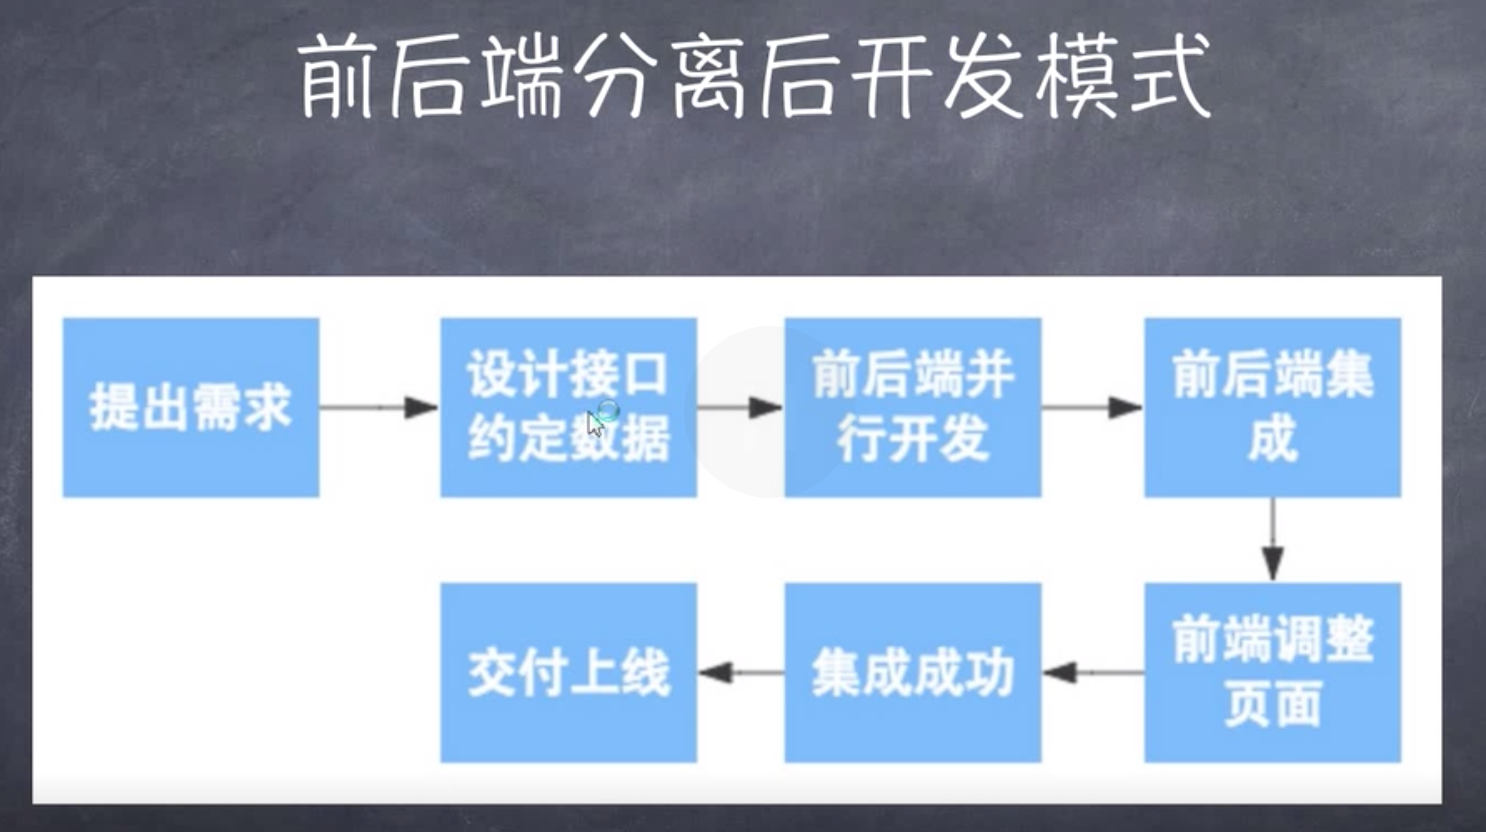 前后端分离后开发模式
提出需求
设计接口
约定数据
前后端并
行开发
前后端集
成
前端调整
页面
集成成功
交付上线